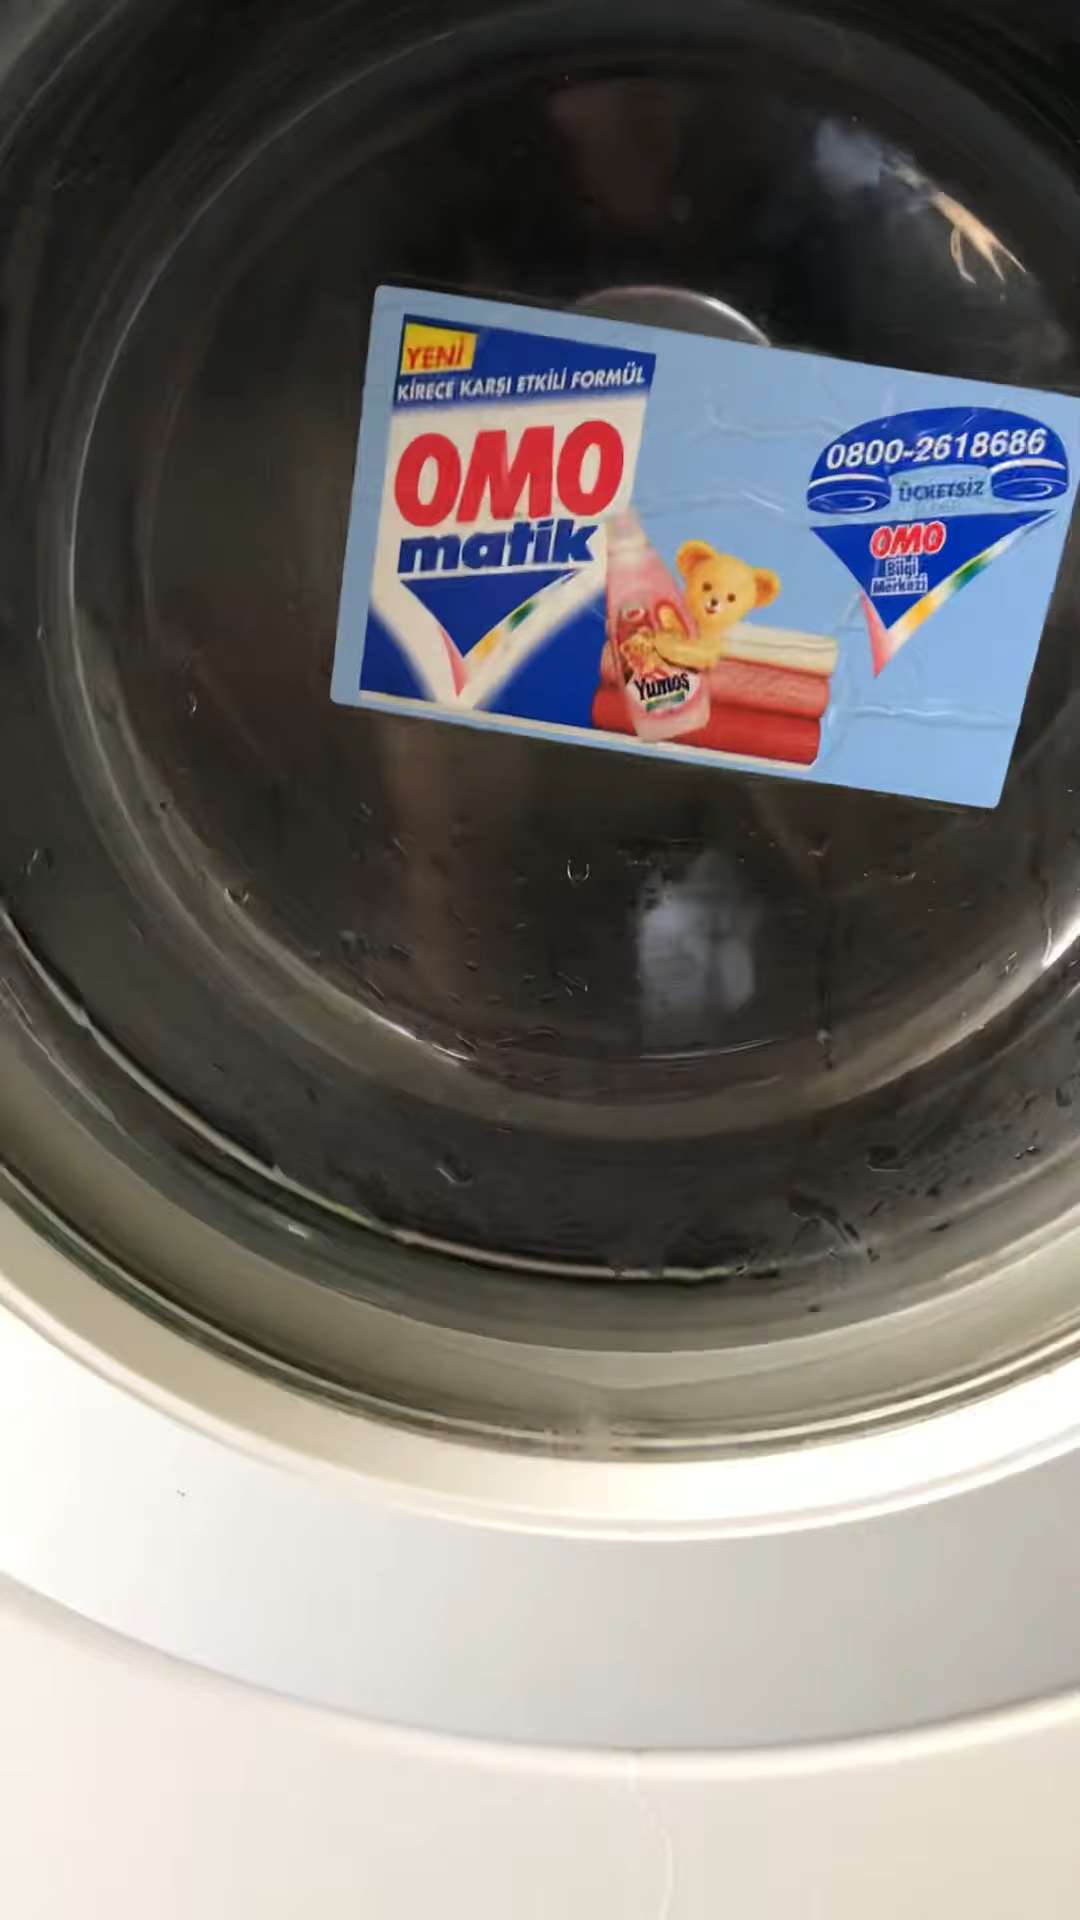 YENİ
KİRECE KARŞI ETKİLİ FORMÜL
OMO
matik
Yumoş
0800-2618686
ÜCRETSİZ
OMO
Bilgi
Merkezi